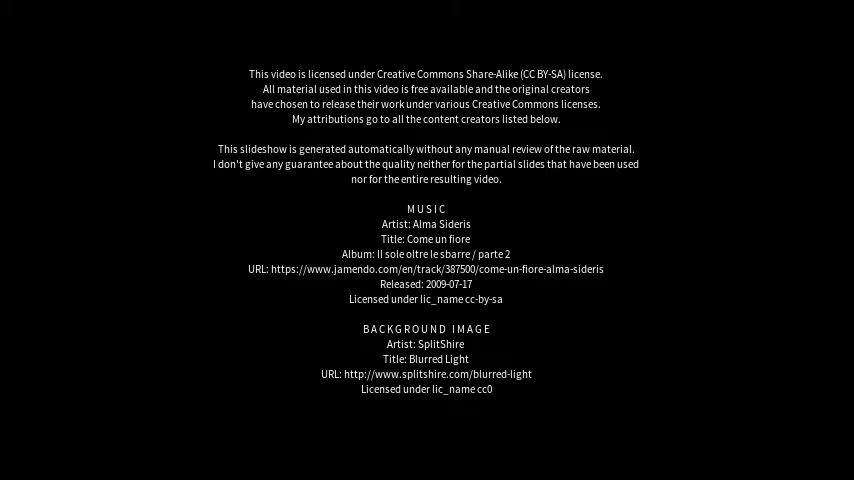 This video is licensed under Creative Commons Share-Alike (CC BY-SA) license.
All material used in this video is free available and the original creators
have chosen to release their work under various Creative Commons licenses.
My attributions go to all the content creators listed below.
This slideshow is generated automatically without any manual review of the raw material.
I don't give any guarantee about the quality neither for the partial slides that have been used
nor for the entire resulting video.
MUSIC
Artist: Alma Sideris
Title: Come un fiore
Album: Il sole oltre le sbarre / parte 2
URL: https://www.jamendo.com/en/track/387500/come-un-fiore-alma-sideris
Released: 2009-07-17
Licensed under lic_name cc-by-sa
BACKGROUND IMAGE
Artist: SplitShire
Title: Blurred Light
URL: http://www.splitshire.com/blurred-light
Licensed under lic_name cc0